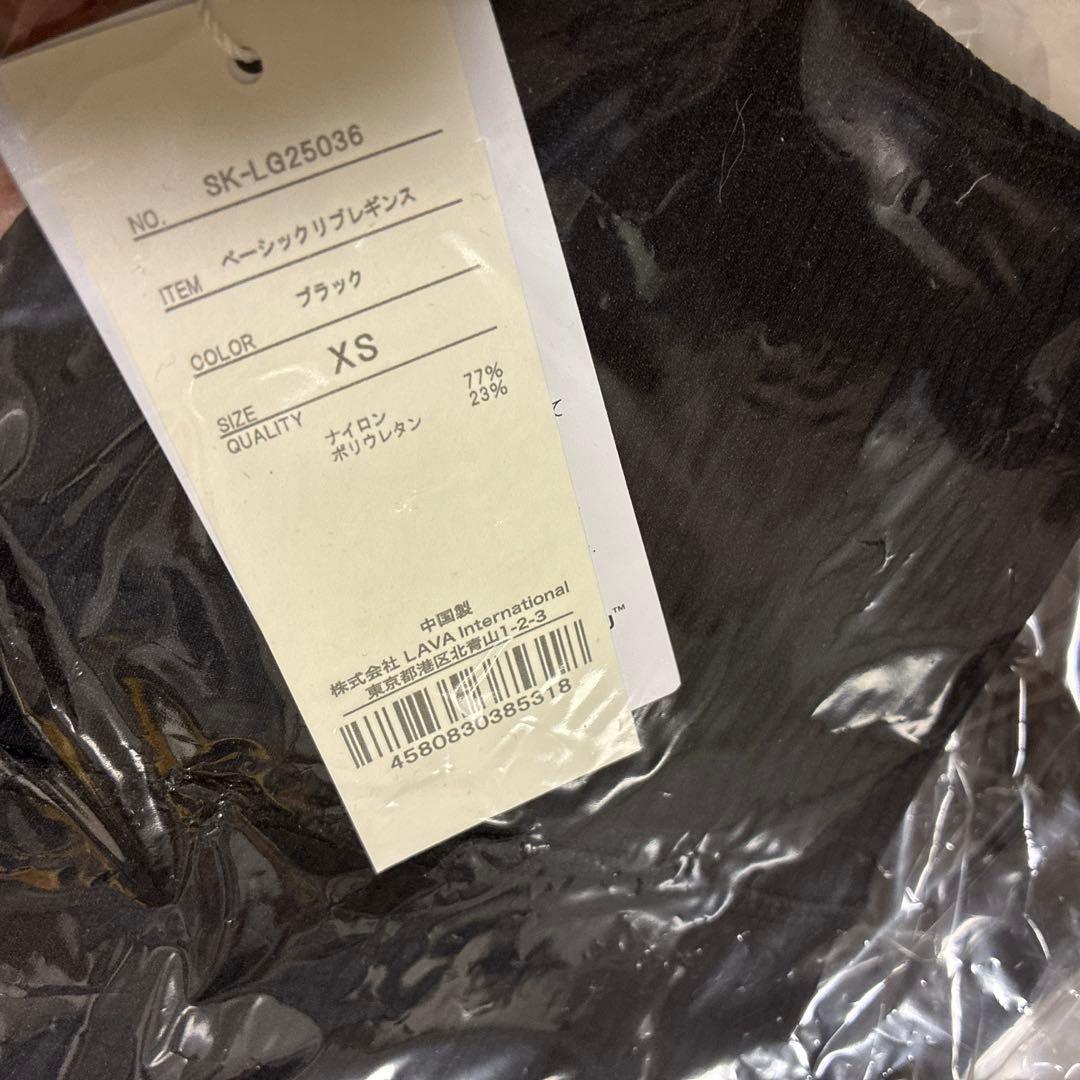 NO. SK-LG25036
ITEM ベーシックリブレギンス
COLOR ブラック
SIZE XS
QUALITY ナイロン 77%
ポリウレタン 23%
中国製
株式会社 LAVA International
東京都港区北青山1-2-3
4580830385318